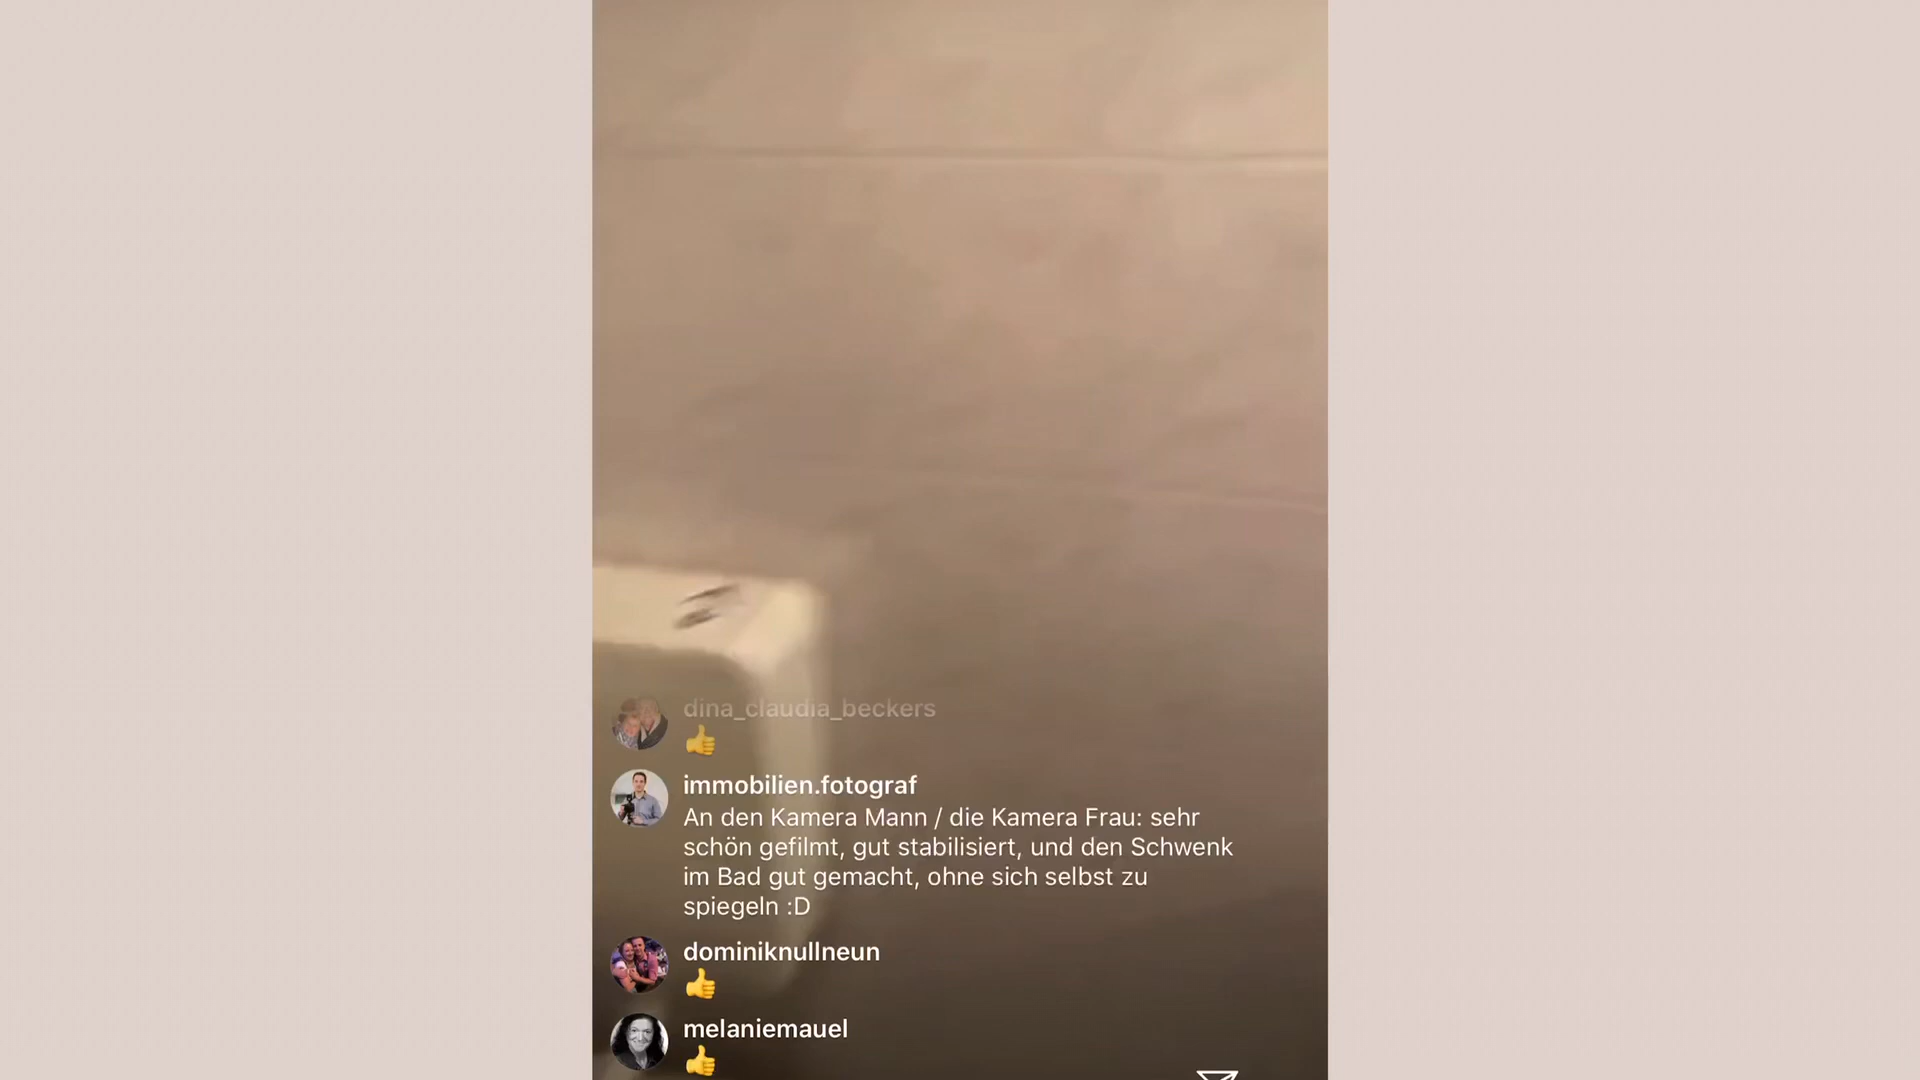 dina_claudia_beckers
👍
immobilien.fotograf
An den Kamera Mann / die Kamera Frau: sehr
schön gefilmt, gut stabilisiert, und den Schwenk
im Bad gut gemacht, ohne sich selbst zu
spiegeln :D
dominiknullneun
👍
melaniemauel
👍